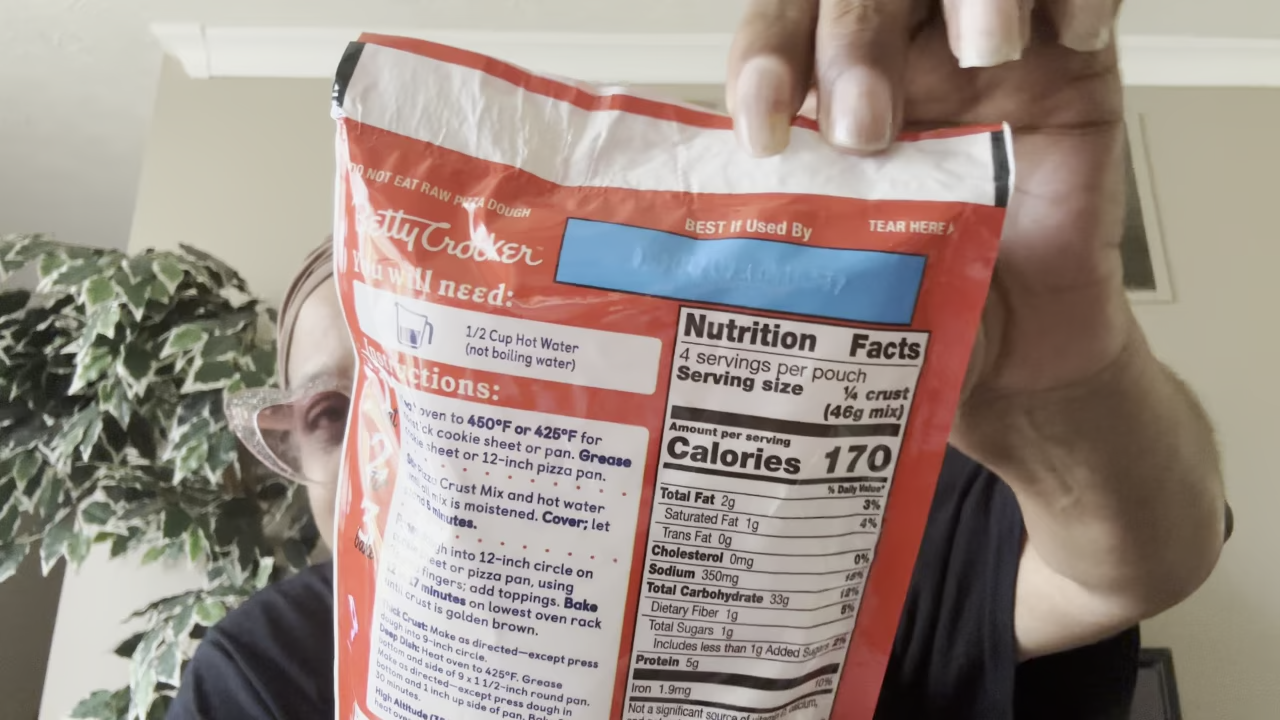 DO NOT EAT RAW PIZZA DOUGH
Betty Crocker
BEST If Used By
TEAR HERE
You will need:
1/2 Cup Hot Water
(not boiling water)
Instructions:
oven to 450°F or 425°F for
cookie sheet or pan. Grease
sheet or 12-inch pizza pan.
Crust Mix and hot water
mix is moistened. Cover; let
5 minutes.
into 12-inch circle on
or pizza pan, using
fingers; add toppings. Bake
minutes on lowest oven rack
until crust is golden brown.
Thick Crust: Make as directed—except press
dough into 9-inch circle.
Deep Dish: Heat oven to 425°F. Grease
bottom and side of 9 x 1 1/2-inch round pan.
Make as directed—except press dough in
bottom and 1 inch up side of pan.
30 minutes.
High Altitude
Nutrition Facts
4 servings per pouch
Serving size ¼ crust
(46g mix)
Amount per serving
Calories 170
% Daily Value*
Total Fat 2g 3%
Saturated Fat 1g 4%
Trans Fat 0g
Cholesterol 0mg 0%
Sodium 350mg
Total Carbohydrate 33g 12%
Dietary Fiber 1g
Total Sugars 1g
Includes less than 1g Added Sugars 2%
Protein 5g
Iron 1.9mg 10%
Not a significant source of vitamin calcium,